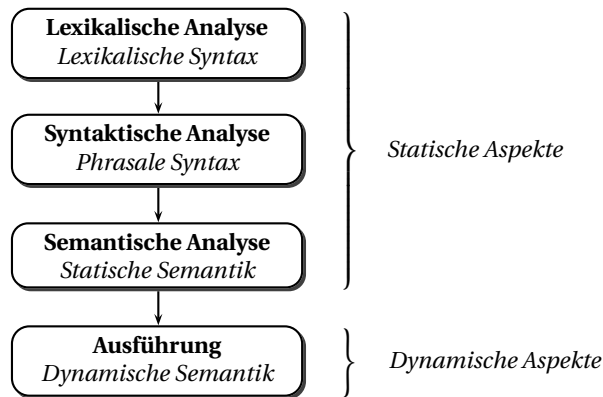 Lexikalische Analyse
Lexikalische Syntax
Syntaktische Analyse
Phrasale Syntax
Statische Aspekte
Semantische Analyse
Statische Semantik
Ausführung
Dynamische Semantik
Dynamische Aspekte